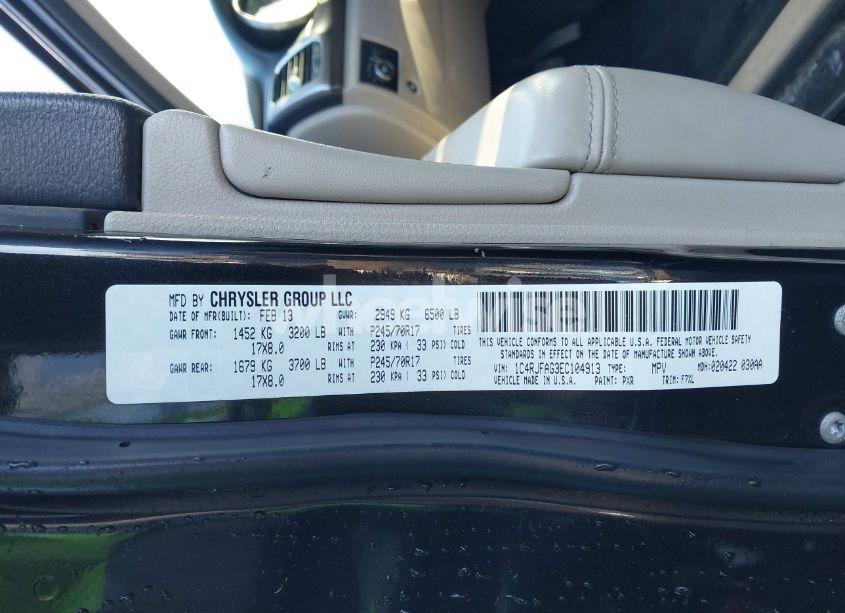 MFD BY CHRYSLER GROUP LLC
DATE OF MFR(BUILT): FEB 13 GVWR: 2949 KG 6500 LB
GAWR FRONT: 1452 KG 3200 LB WITH P245/70R17 TIRES
17X8.0 RIMS AT 230 KPA ( 33 PSI) COLD
GAWR REAR: 1679 KG 3700 LB WITH P245/70R17 TIRES
17X8.0 RIMS AT 230 KPA ( 33 PSI) COLD
THIS VEHICLE CONFORMS TO ALL APPLICABLE U.S.A. FEDERAL MOTOR VEHICLE SAFETY
STANDARDS IN EFFECT ON THE DATE OF MANUFACTURE SHOWN ABOVE.
VIN: 1C4RJFAG3EC104913 TYPE: MPV MDH: 020422 030AA
VEHICLE MADE IN U.S.A. PAINT: PXR TRIM: F7XL